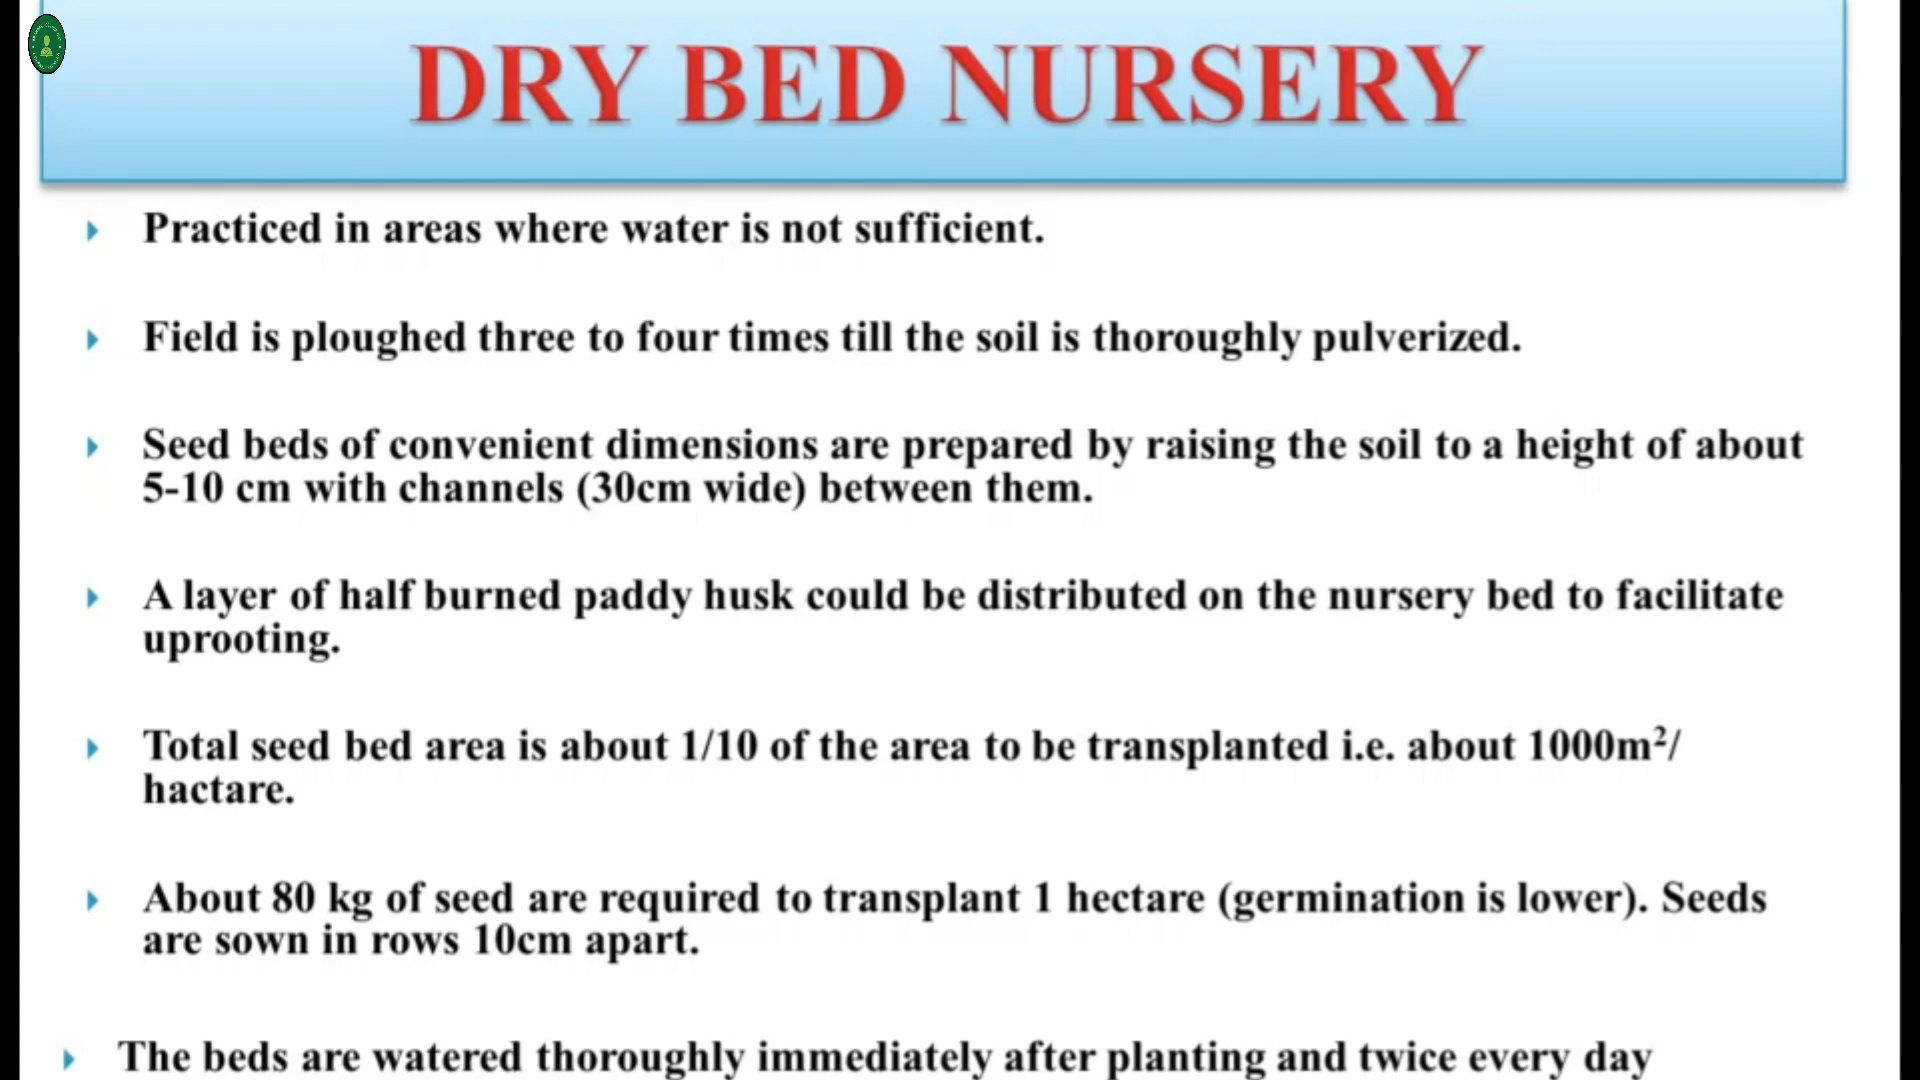 DRY BED NURSERY
Practiced in areas where water is not sufficient.
Field is ploughed three to four times till the soil is thoroughly pulverized.
Seed beds of convenient dimensions are prepared by raising the soil to a height of about
5-10 cm with channels (30cm wide) between them.
A layer of half burned paddy husk could be distributed on the nursery bed to facilitate
uprooting.
Total seed bed area is about 1/10 of the area to be transplanted i.e. about 1000m²/
hactare.
About 80 kg of seed are required to transplant 1 hectare (germination is lower). Seeds
are sown in rows 10cm apart.
The beds are watered thoroughly immediately after planting and twice every day